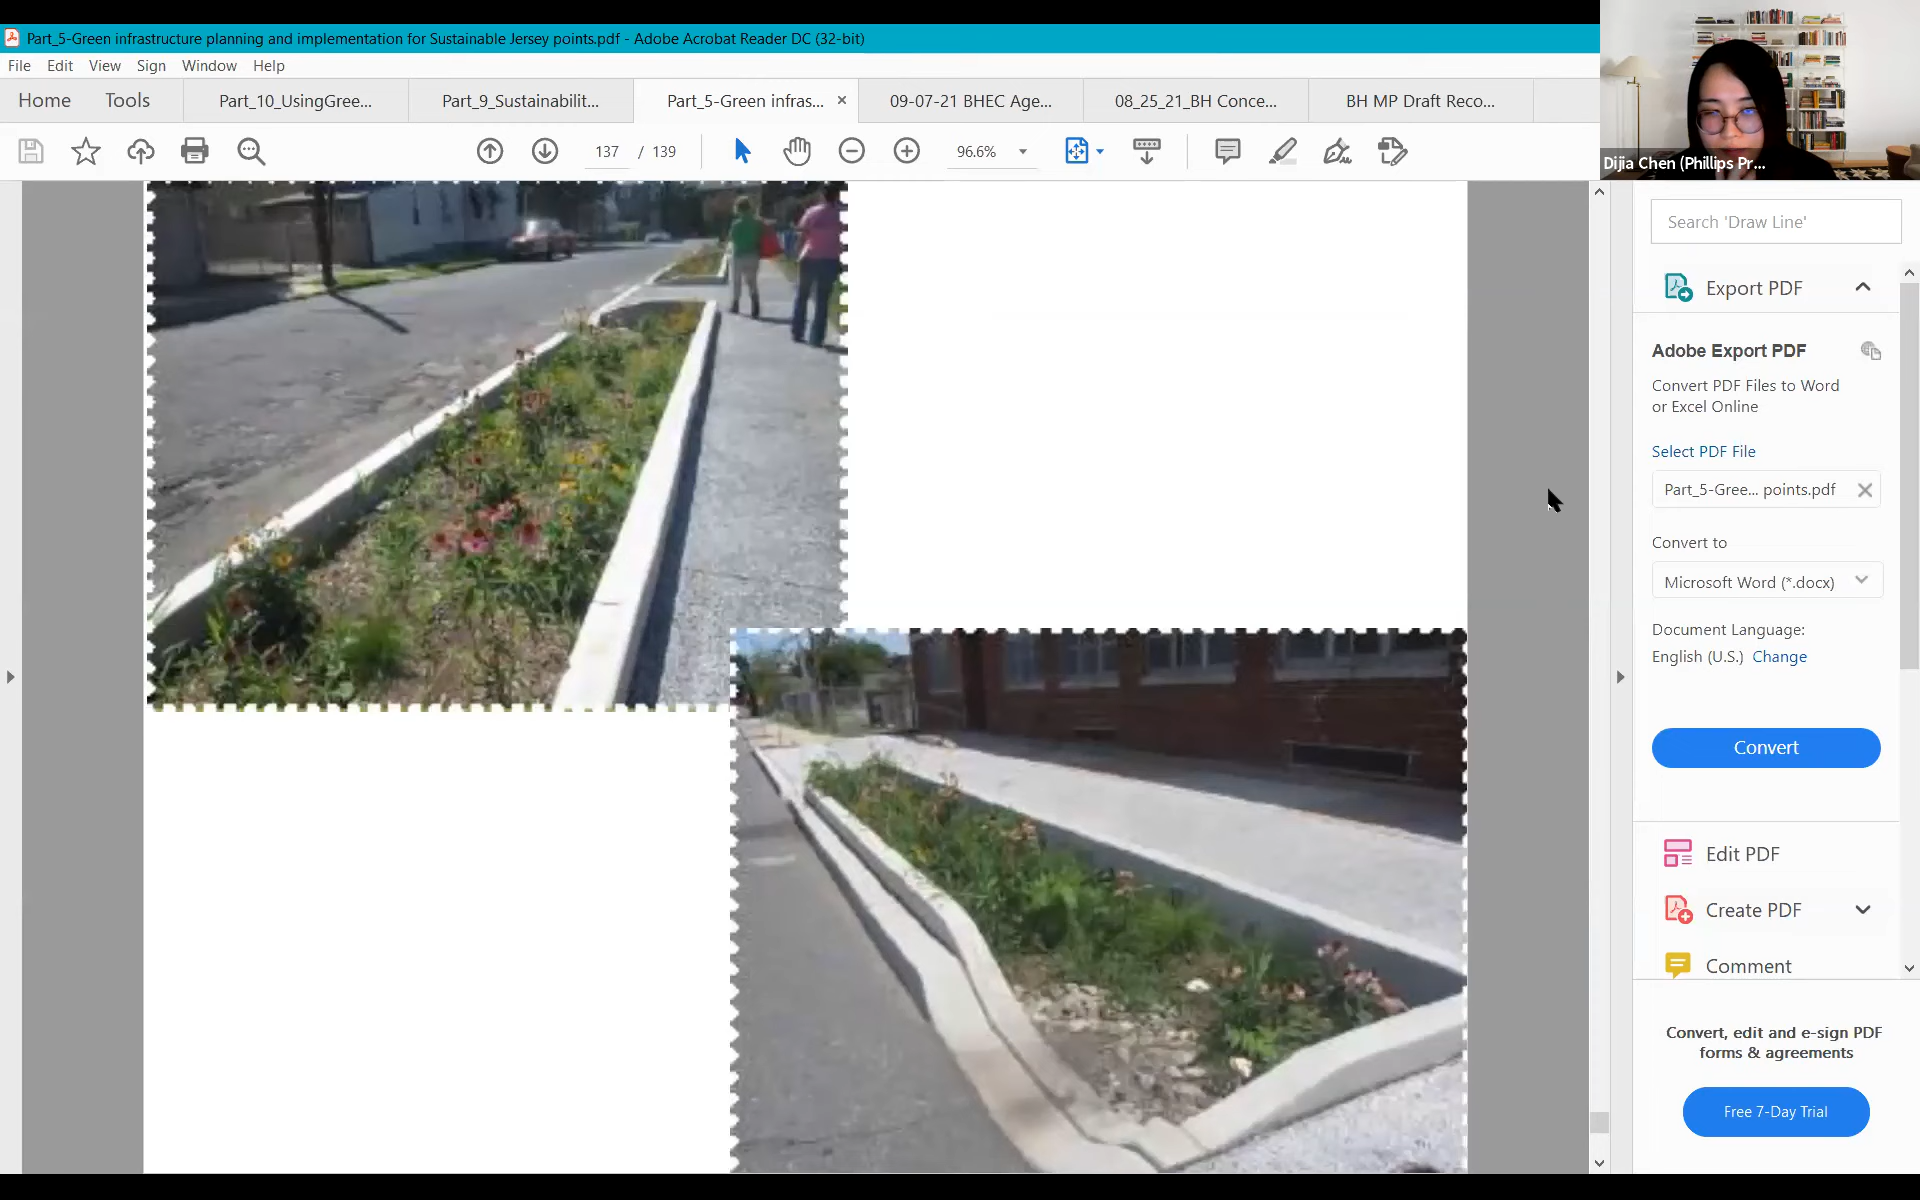 Part_5-Green infrastructure planning and implementation for Sustainable Jersey points.pdf - Adobe Acrobat Reader DC (32-bit)
File Edit View Sign Window Help
Home Tools Part_10_UsingGree... Part_9_Sustainabilit... Part_5-Green infras... × 09-07-21 BHEC Age... 08_25_21_BH Conce... BH MP Draft Reco...
137 / 139 96.6%
Dijia Chen (Phillips Pr...
Search 'Draw Line'
Export PDF
Adobe Export PDF
Convert PDF Files to Word
or Excel Online
Select PDF File
Part_5-Gree... points.pdf
Convert to
Microsoft Word (*.docx)
Document Language:
English (U.S.) Change
Convert
Edit PDF
Create PDF
Comment
Convert, edit and e-sign PDF
forms & agreements
Free 7-Day Trial